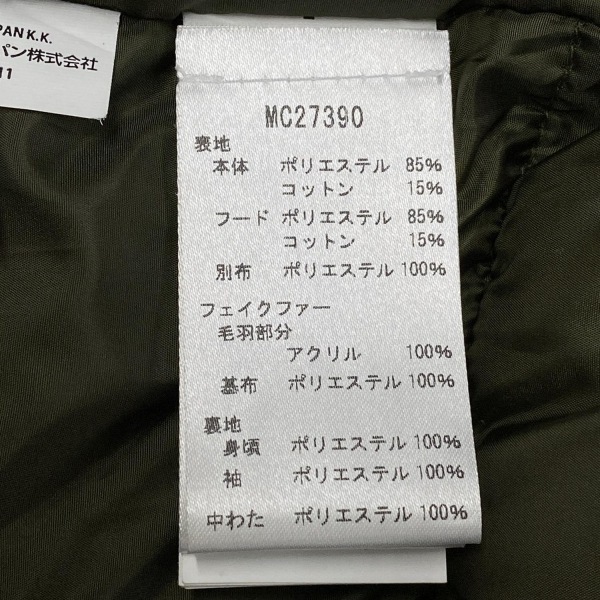 PAN K.K.
パン株式会社
11
MC27390
表地
本体 ポリエステル 85%
コットン 15%
フード ポリエステル 85%
コットン 15%
別布 ポリエステル 100%
フェイクファー
毛羽部分
アクリル 100%
基布 ポリエステル 100%
裏地
身頃 ポリエステル 100%
袖 ポリエステル 100%
中わた ポリエステル 100%